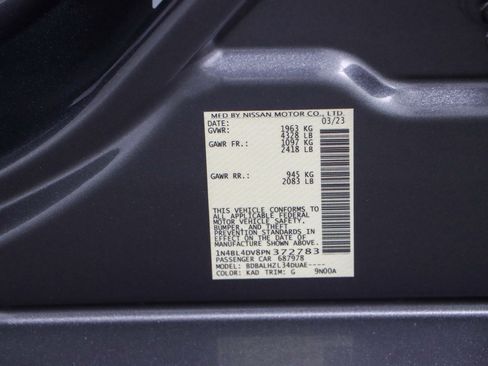 MFD BY NISSAN MOTOR CO., LTD.
DATE: 03/23
GVWR: 1963 KG
4328 LB
GAWR FR.: 1097 KG
2418 LB
GAWR RR.: 945 KG
2083 LB
THIS VEHICLE CONFORMS TO
ALL APPLICABLE FEDERAL
MOTOR VEHICLE SAFETY,
BUMPER, AND THEFT
PREVENTION STANDARDS
IN EFFECT ON THE DATE OF
MANUFACTURE SHOWN ABOVE.
1N4BL4DV8PN 372783
PASSENGER CAR 687978
MODEL: BDBALHZL34DUAE----
COLOR: KAD TRIM: G 9N00A